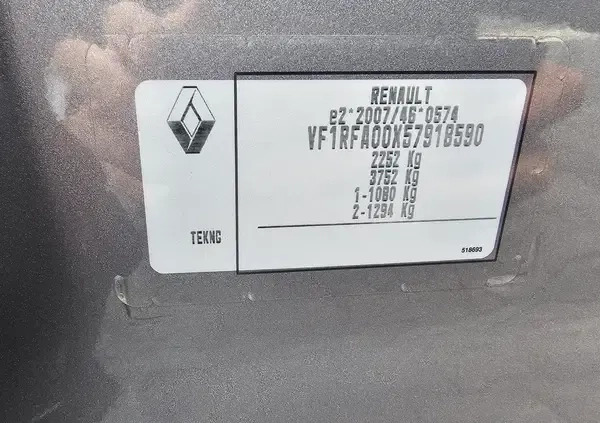 RENAULT
e2*2007/46*0574
VF1RFA00X57918590
2252 Kg
3752 Kg
1-1080 Kg
2-1294 Kg
TEKNG
518693